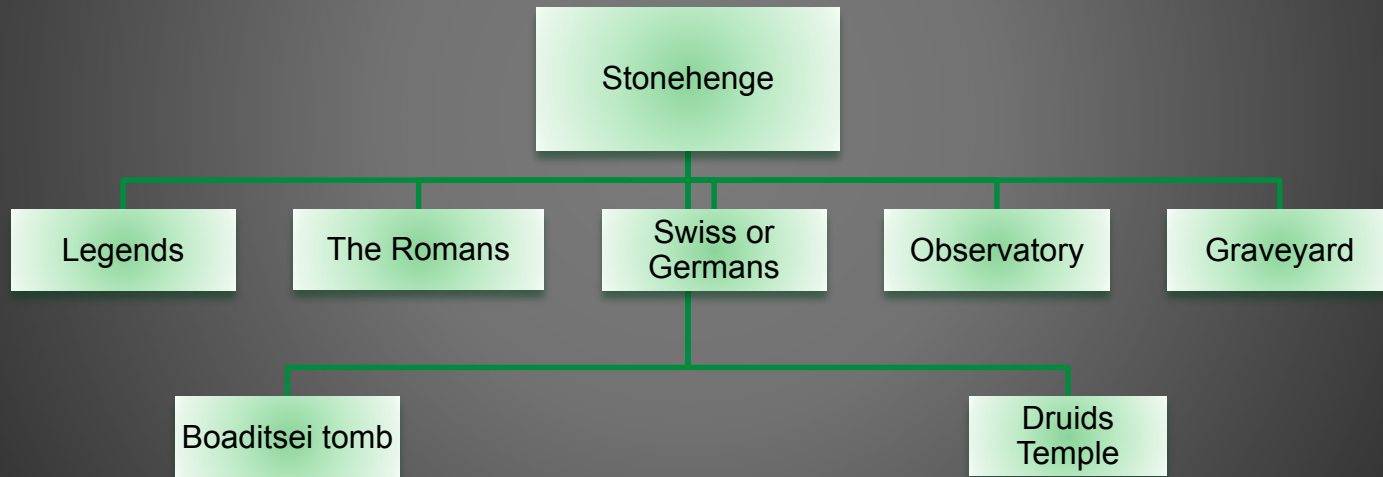 Stonehenge
Legends
The Romans
Swiss or
Germans
Observatory
Graveyard
Boaditsei tomb
Druids
Temple